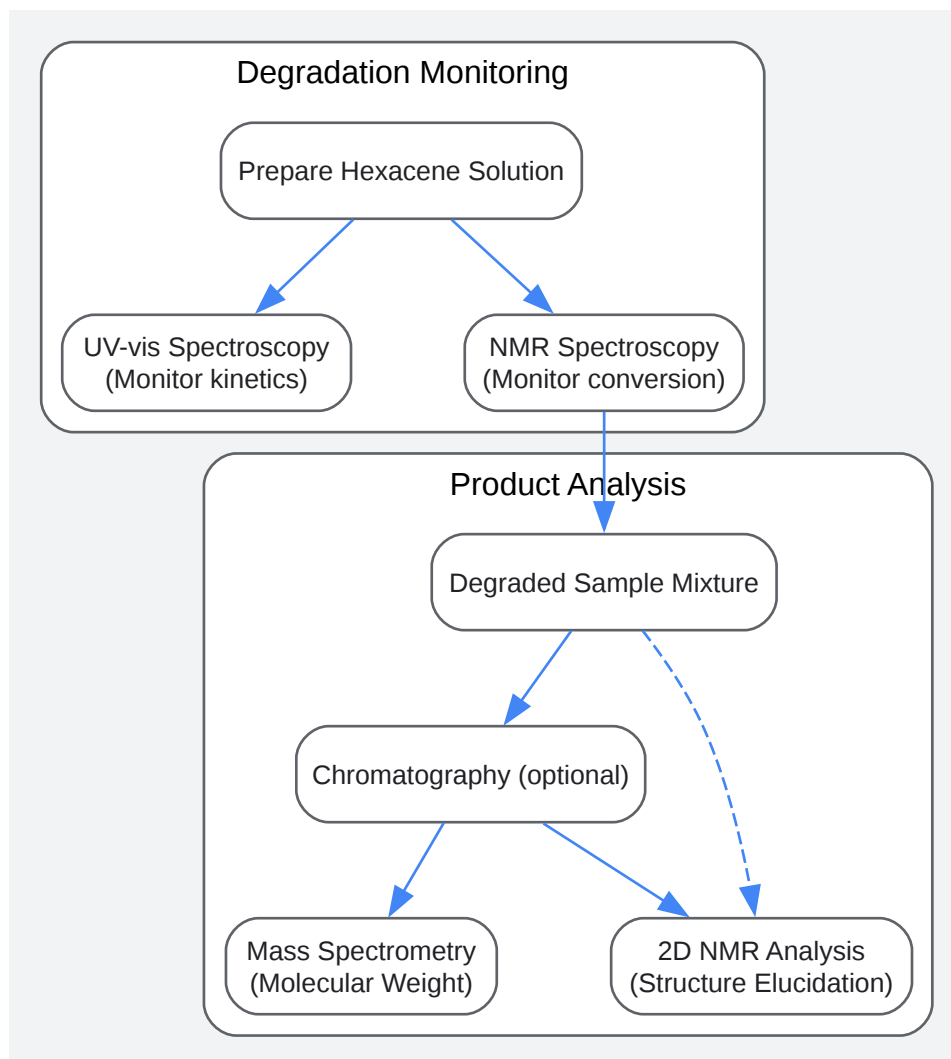 Degradation Monitoring
Prepare Hexacene Solution
UV-vis Spectroscopy
(Monitor kinetics)
NMR Spectroscopy
(Monitor conversion)
Product Analysis
Degraded Sample Mixture
Chromatography (optional)
Mass Spectrometry
(Molecular Weight)
2D NMR Analysis
(Structure Elucidation)